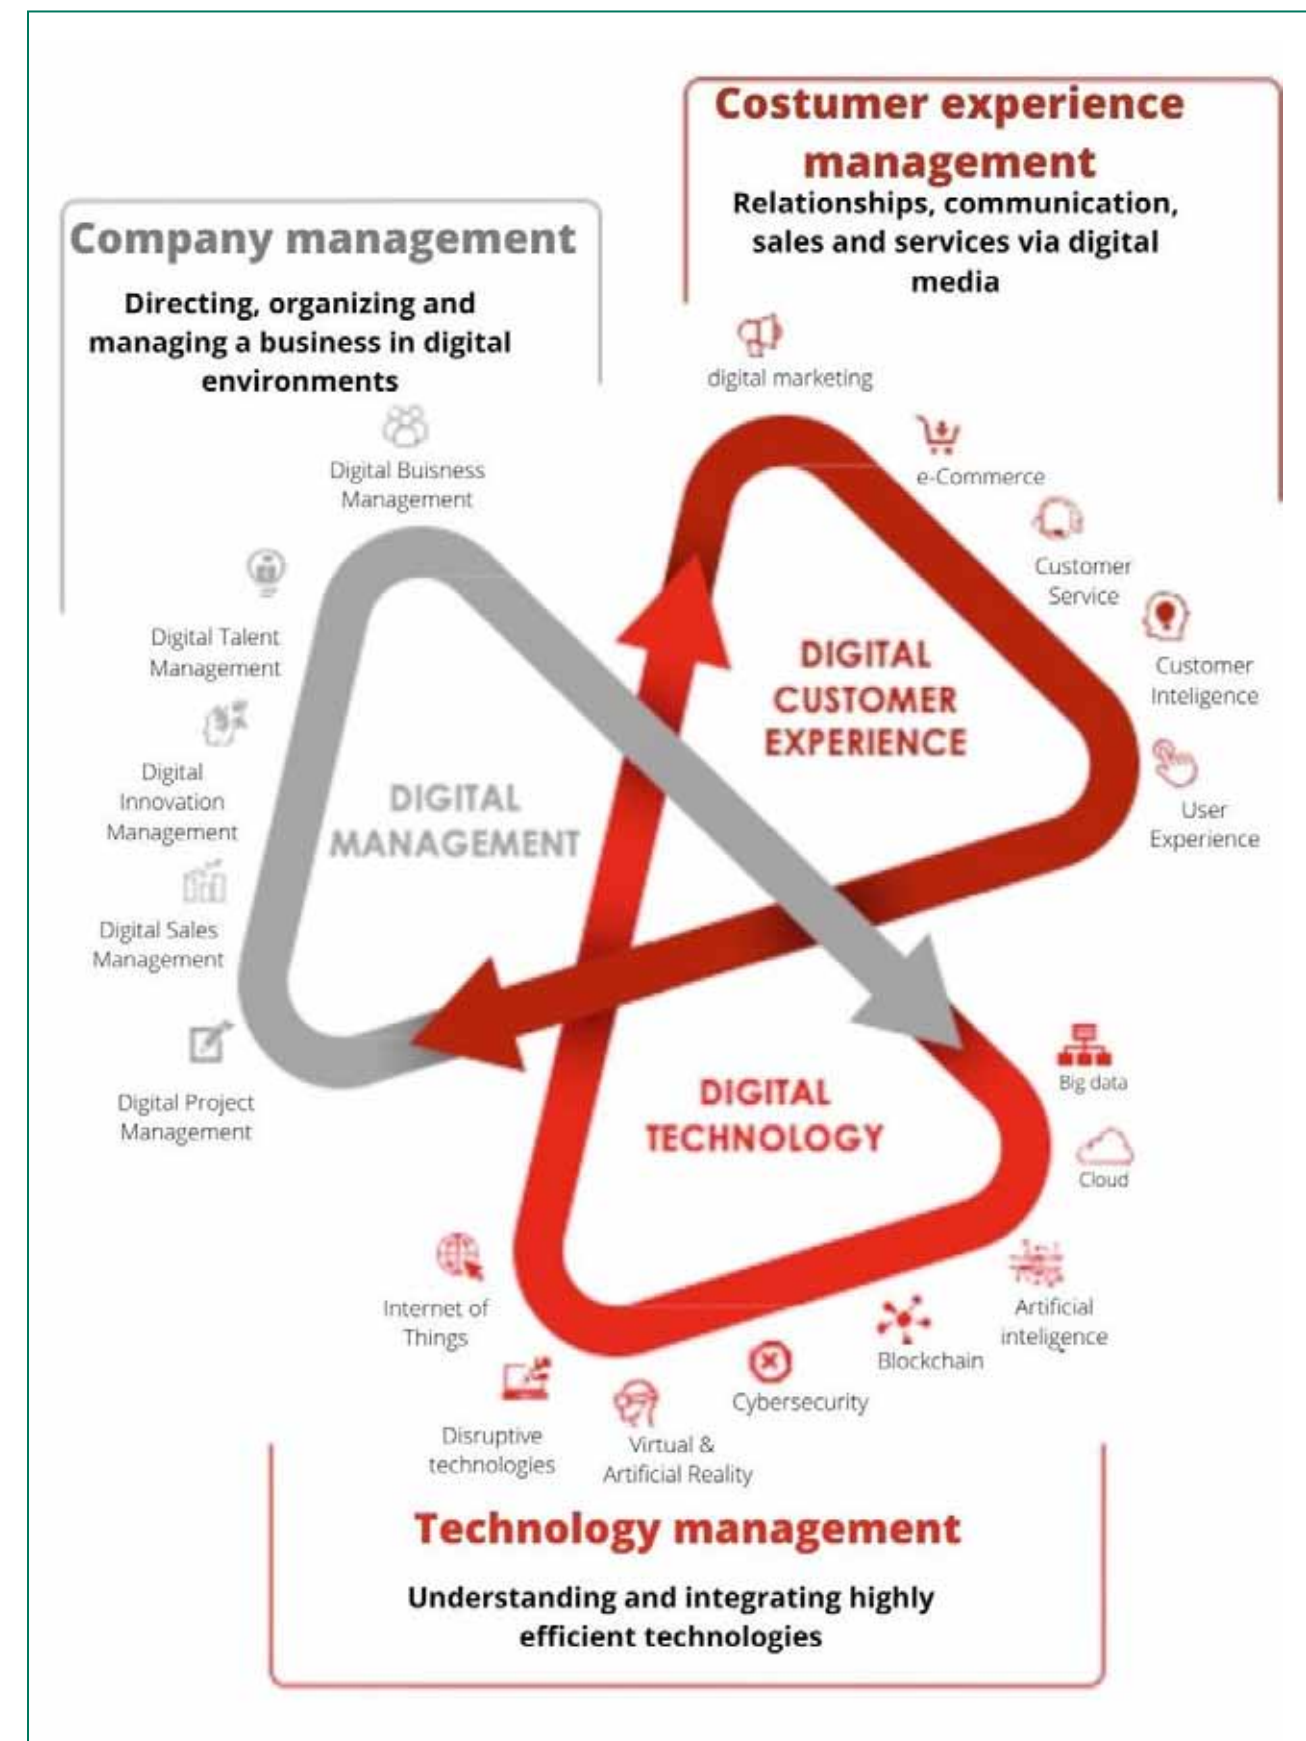 Costumer experience
management
Relationships, communication,
sales and services via digital
media
Company management
Directing, organizing and
managing a business in digital
environments
digital marketing
e-Commerce
Customer
Service
Customer
Inteligence
User
Experience
Digital Buisness
Management
Digital Talent
Management
Digital
Innovation
Management
Digital Sales
Management
Digital Project
Management
DIGITAL
CUSTOMER
EXPERIENCE
DIGITAL
MANAGEMENT
DIGITAL
TECHNOLOGY
Big data
Cloud
Artificial
inteligence
Blockchain
Cybersecurity
Virtual &
Artificial Reality
Disruptive
technologies
Internet of
Things
Technology management
Understanding and integrating highly
efficient technologies